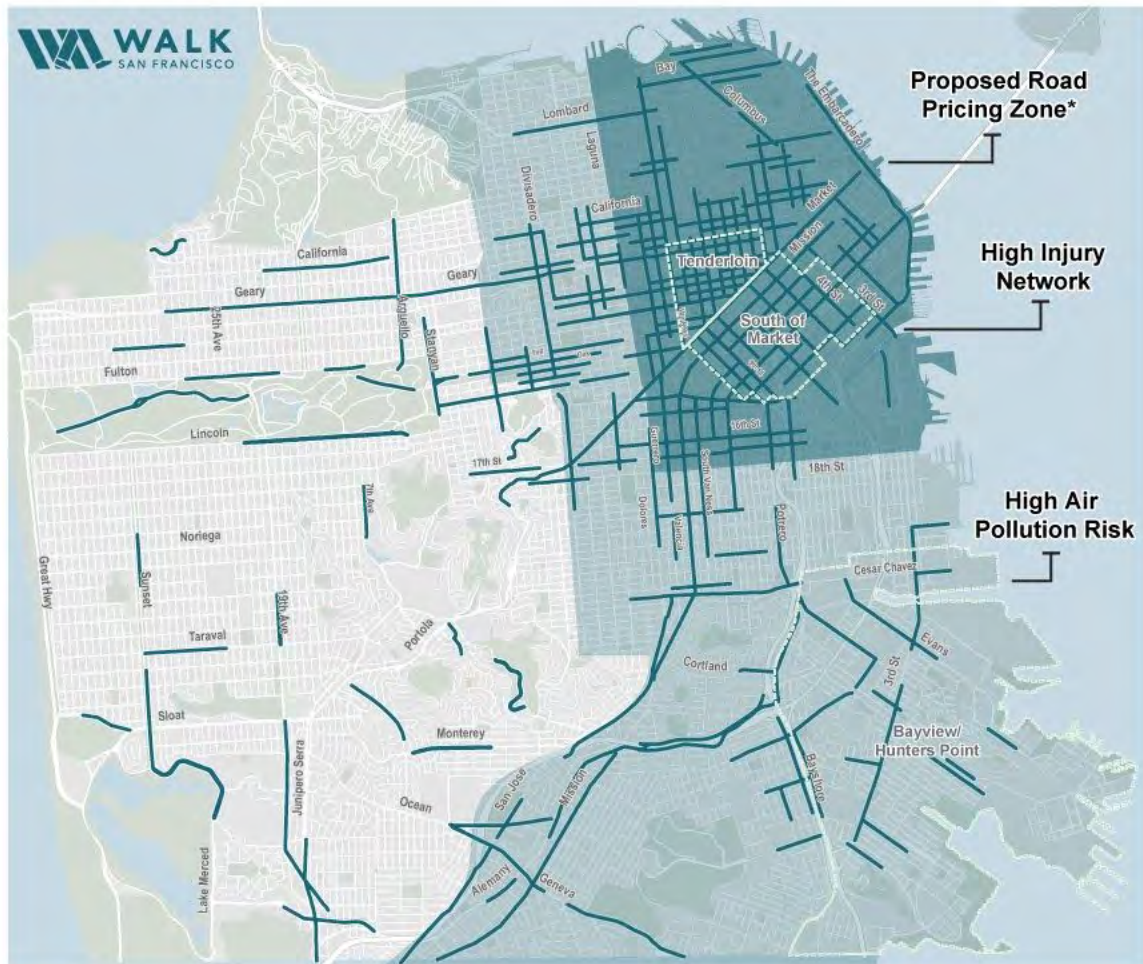 WALK
SAN FRANCISCO
Proposed Road
Pricing Zone*
High Injury
Network
High Air
Pollution Risk
Bay
Columbus
The Embarcadero
Lombard
Laguna
Divisadero
California
Market
Mission
Tenderloin
4th St
3rd St
South of
Market
California
Geary
Geary
25th Ave
Arguello
Stanyan
Fulton
Lincoln
16th St
17th St
18th St
Guerrero
South Van Ness
Dolores
Valencia
Potrero
7th Ave
Noriega
Great Hwy
Sunset
19th Ave
Taraval
Portola
Cesar Chavez
Evans
3rd St
Cortland
Bayview/
Hunters Point
Sloat
Monterey
Junipero Serra
Ocean
San Jose
Mission
Bayshore
Alemany
Geneva
Lake Merced